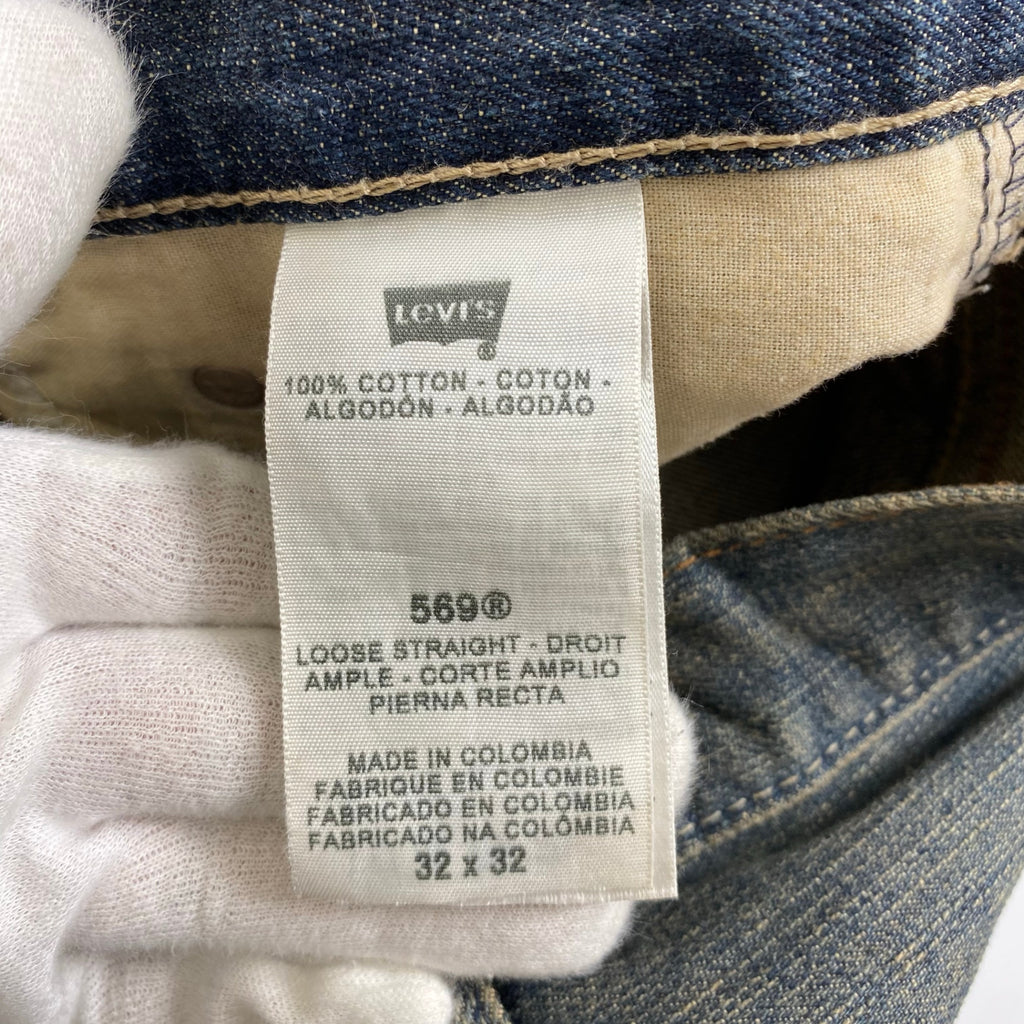 Levi's®
100% COTTON - COTON -
ALGODÓN - ALGODÃO
569®
LOOSE STRAIGHT - DROIT
AMPLE - CORTE AMPLIO
PIERNA RECTA
MADE IN COLOMBIA
FABRIQUE EN COLOMBIE
FABRICADO EN COLOMBIA
FABRICADO NA COLÔMBIA
32 x 32